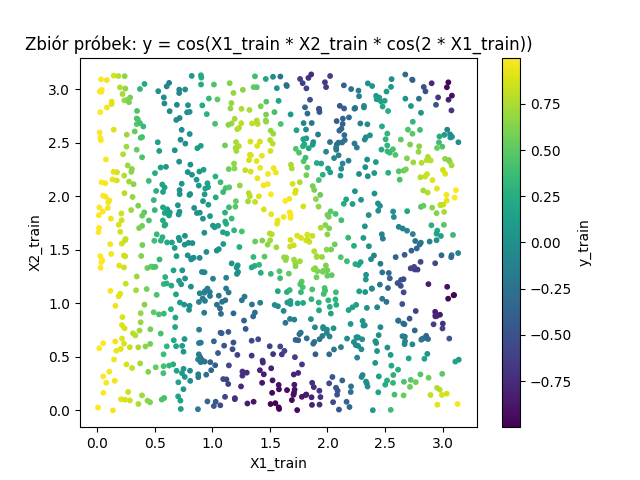 Zbiór próbek: y = cos(X1_train * X2_train * cos(2 * X1_train))
3.0
2.5
2.0
1.5
1.0
0.5
0.0
X2_train
0.0 0.5 1.0 1.5 2.0 2.5 3.0
X1_train
0.75
0.50
0.25
0.00
−0.25
−0.50
−0.75
y_train